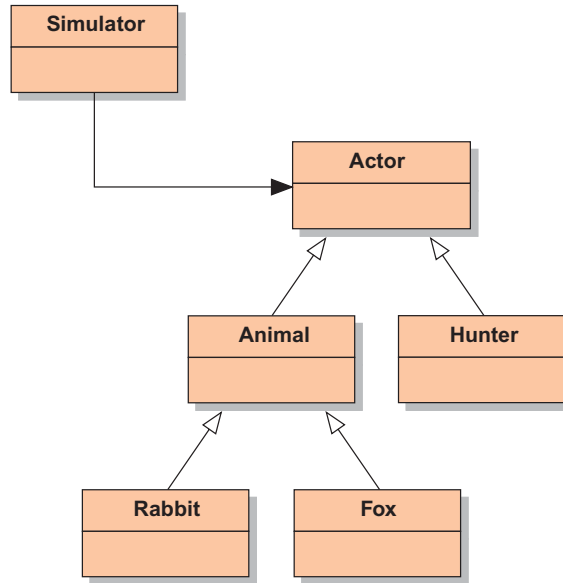 Simulator
Actor
Animal
Hunter
Rabbit
Fox